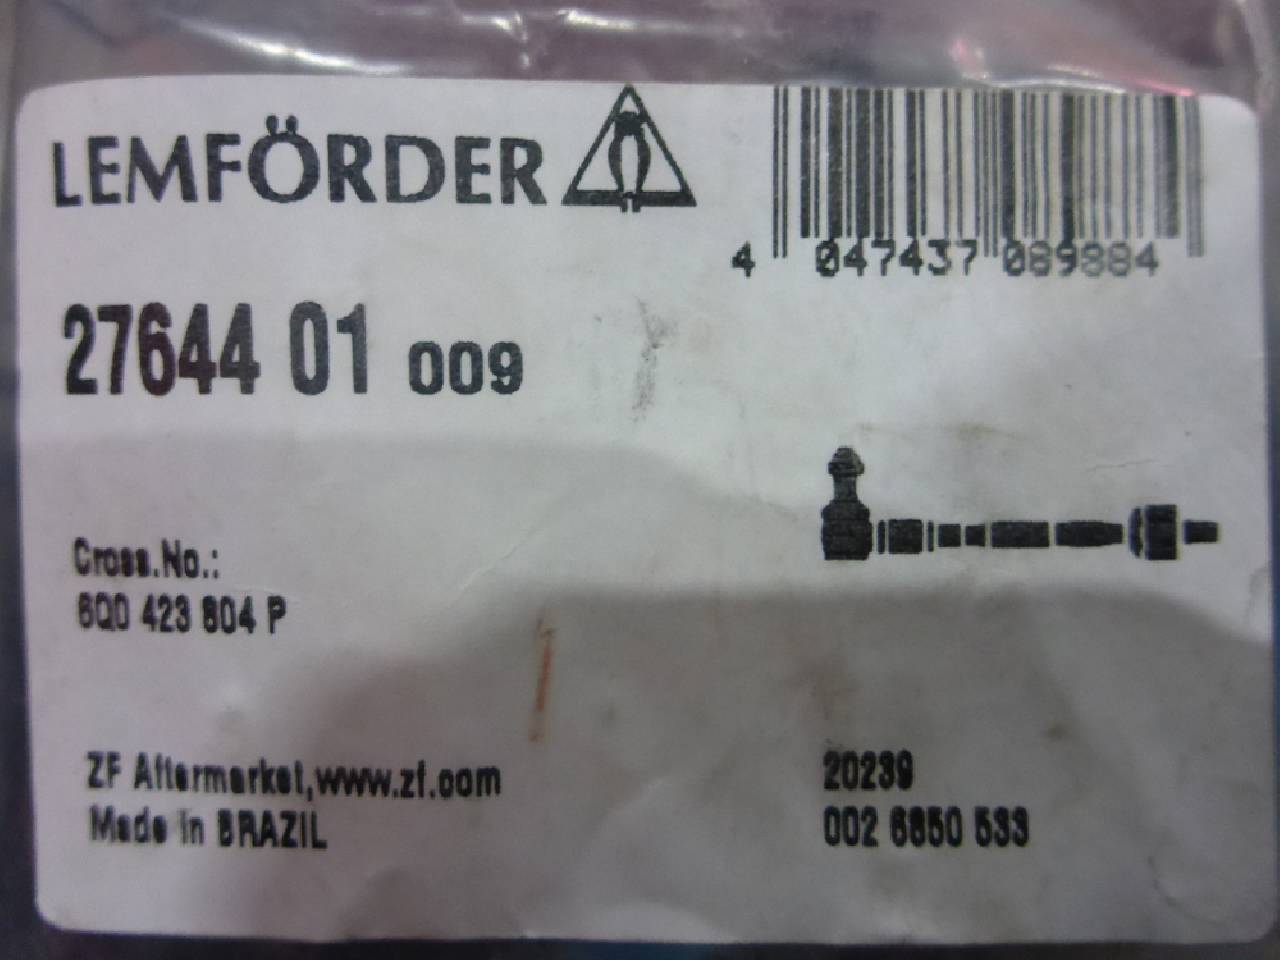 LEMFÖRDER
4 047437 089884
27644 01 009
Cross.No.:
6Q0 423 804 P
ZF Aftermarket,www.zf.com
Made in BRAZIL
20239
002 6850 533